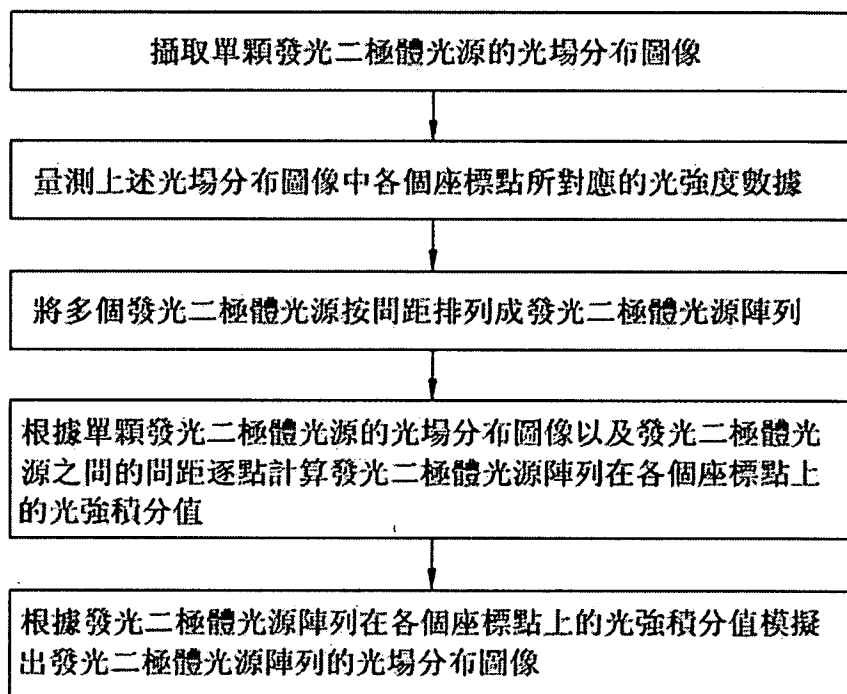 攝取單顆發光二極體光源的光場分布圖像
量測上述光場分布圖像中各個座標點所對應的光強度數據
將多個發光二極體光源按間距排列成發光二極體光源陣列
根據單顆發光二極體光源的光場分布圖像以及發光二極體光
源之間的間距逐點計算發光二極體光源陣列在各個座標點上
的光強積分值
根據發光二極體光源陣列在各個座標點上的光強積分值模擬
出發光二極體光源陣列的光場分布圖像